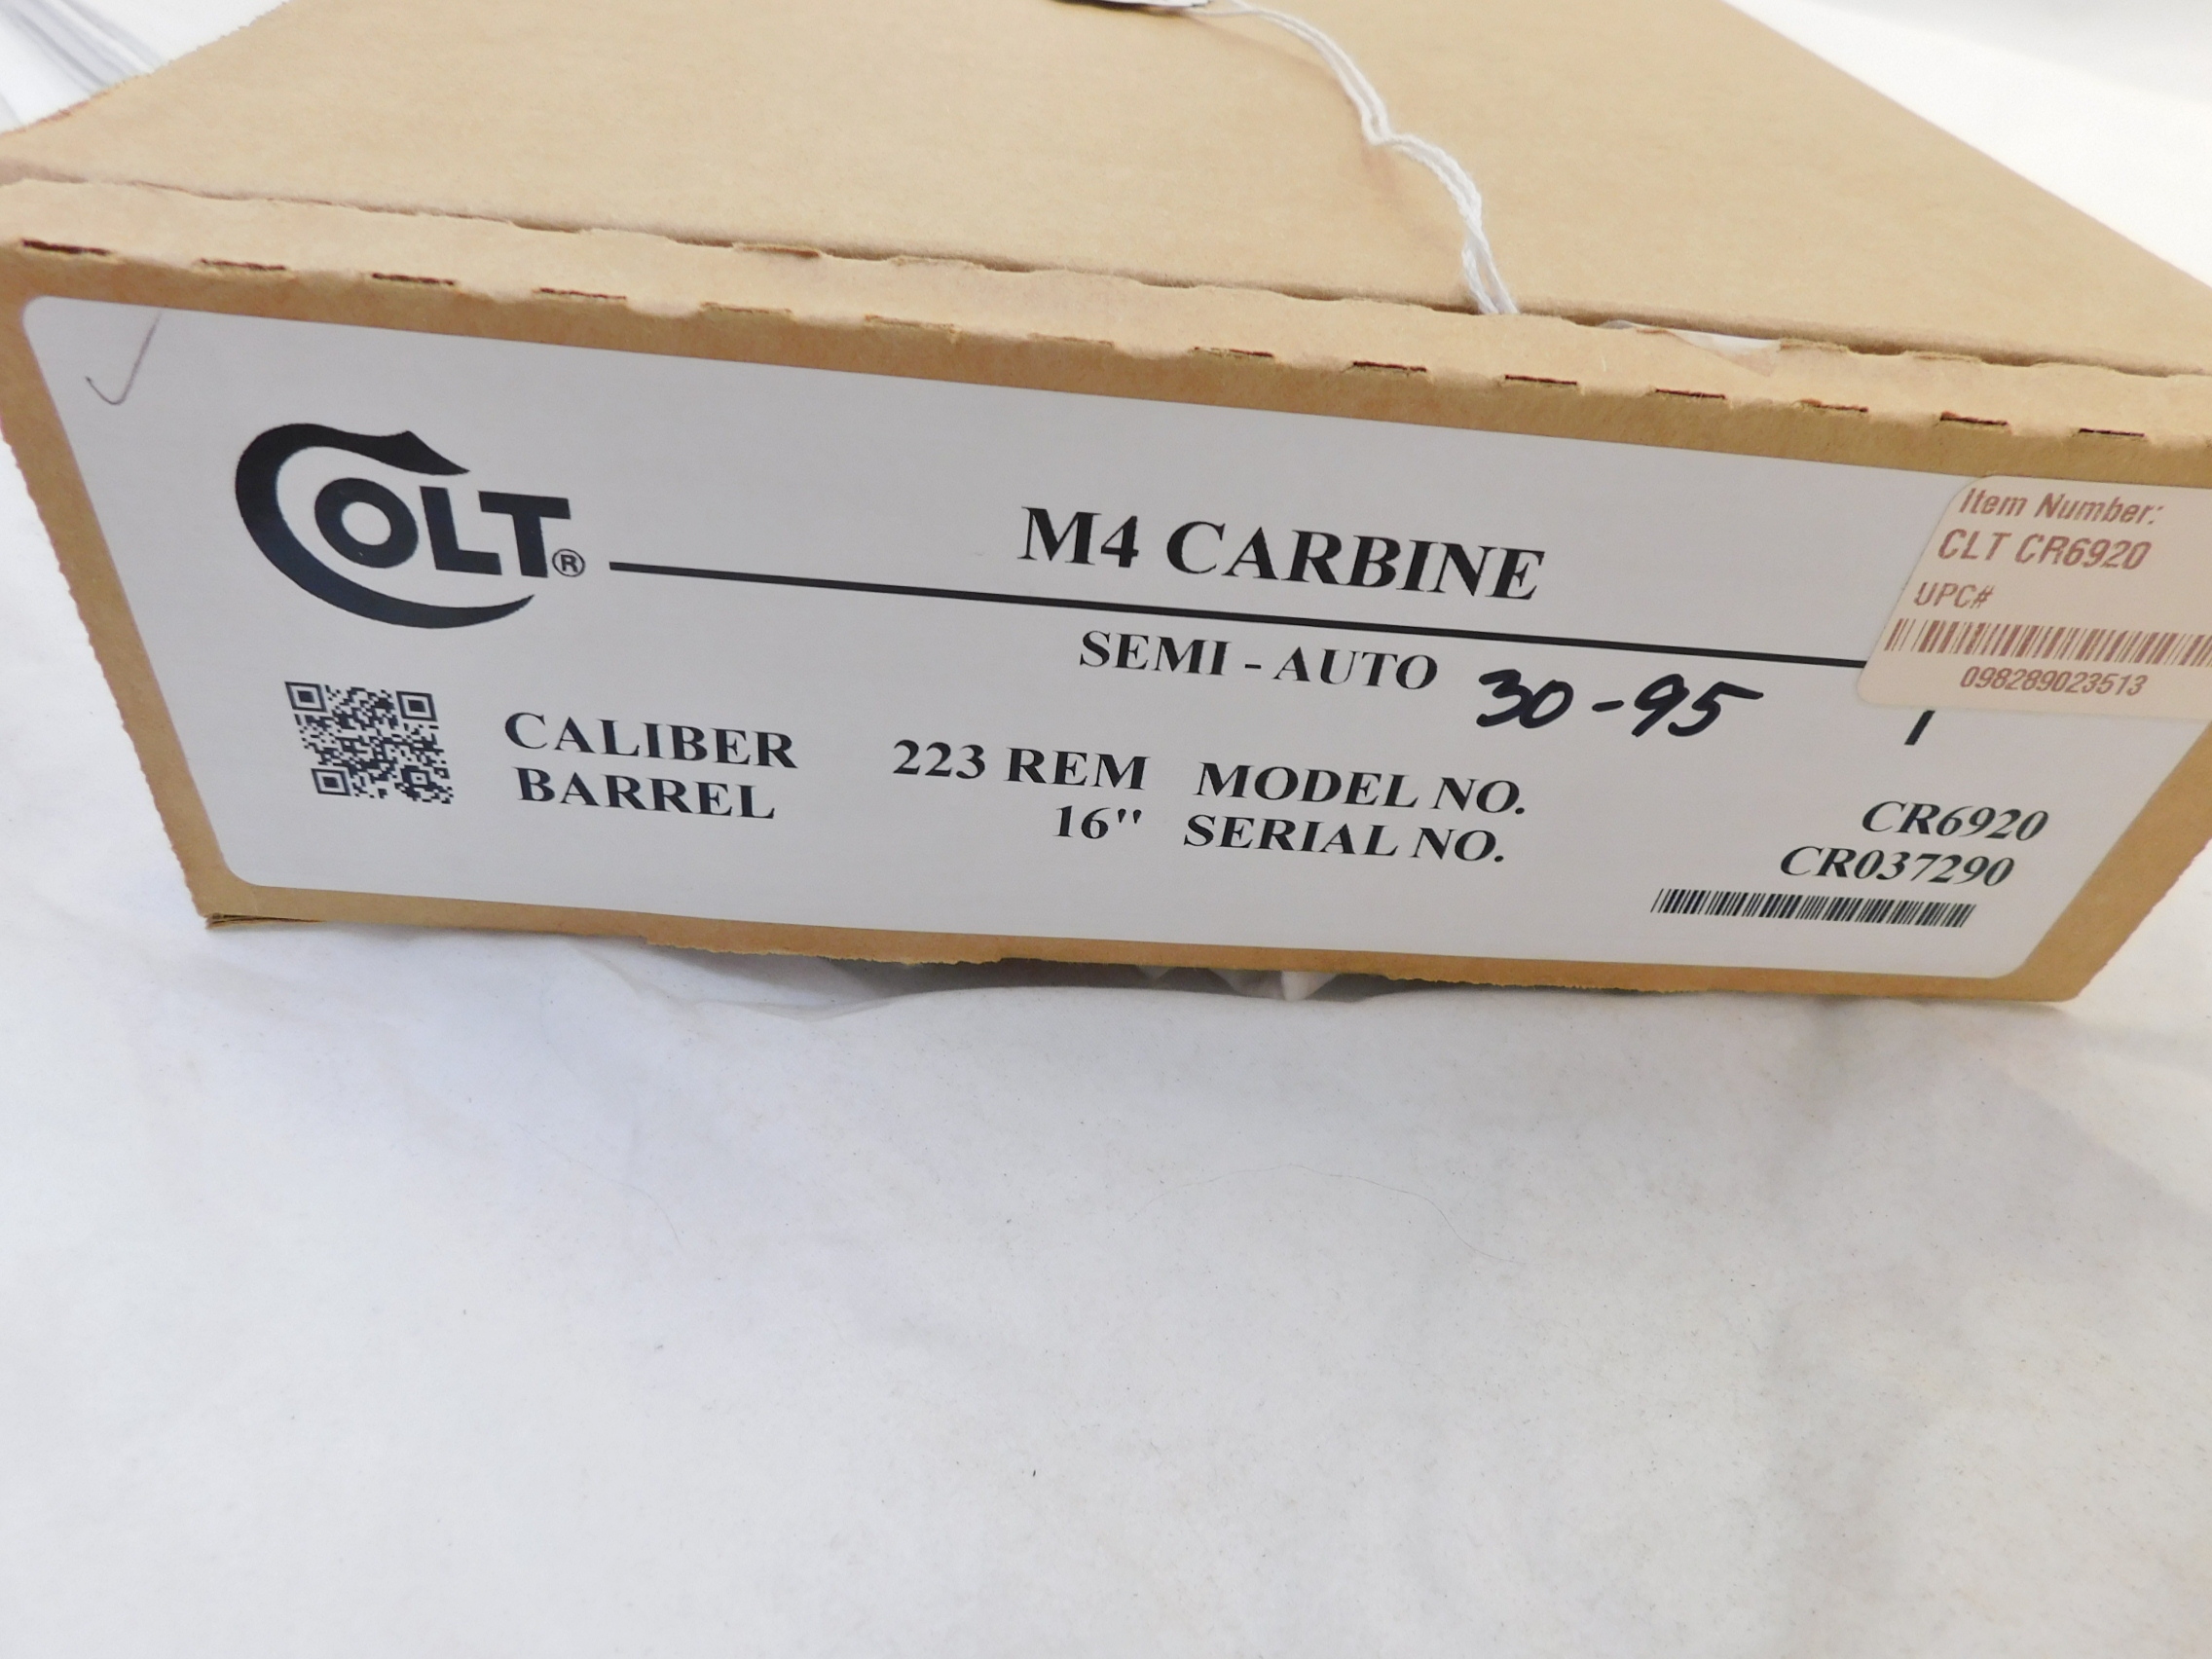 COLT®
M4 CARBINE
SEMI - AUTO 30-95
CALIBER 223 REM MODEL NO. CR6920
BARREL 16" SERIAL NO. CR037290
Item Number:
CLT CR6920
UPC#
098289023513